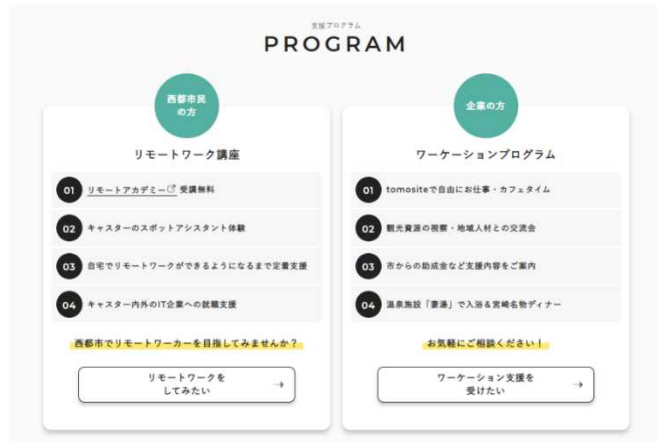 支援プログラム
PROGRAM
西都市民
の方
リモートワーク講座
01 リモートアカデミー 受講無料
02 キャスターのスポットアシスタント体験
03 自宅でリモートワークができるようになるまで定着支援
04 キャスター内外のIT企業への就職支援
西都市でリモートワーカーを目指してみませんか?
リモートワークを
してみたい
企業の方
ワーケーションプログラム
01 tomositeで自由にお仕事・カフェタイム
02 観光資源の視察・地域人材との交流会
03 市からの助成金など支援内容をご案内
04 温泉施設「妻湯」で入浴&宮崎名物ディナー
お気軽にご相談ください!
ワーケーション支援を
受けたい